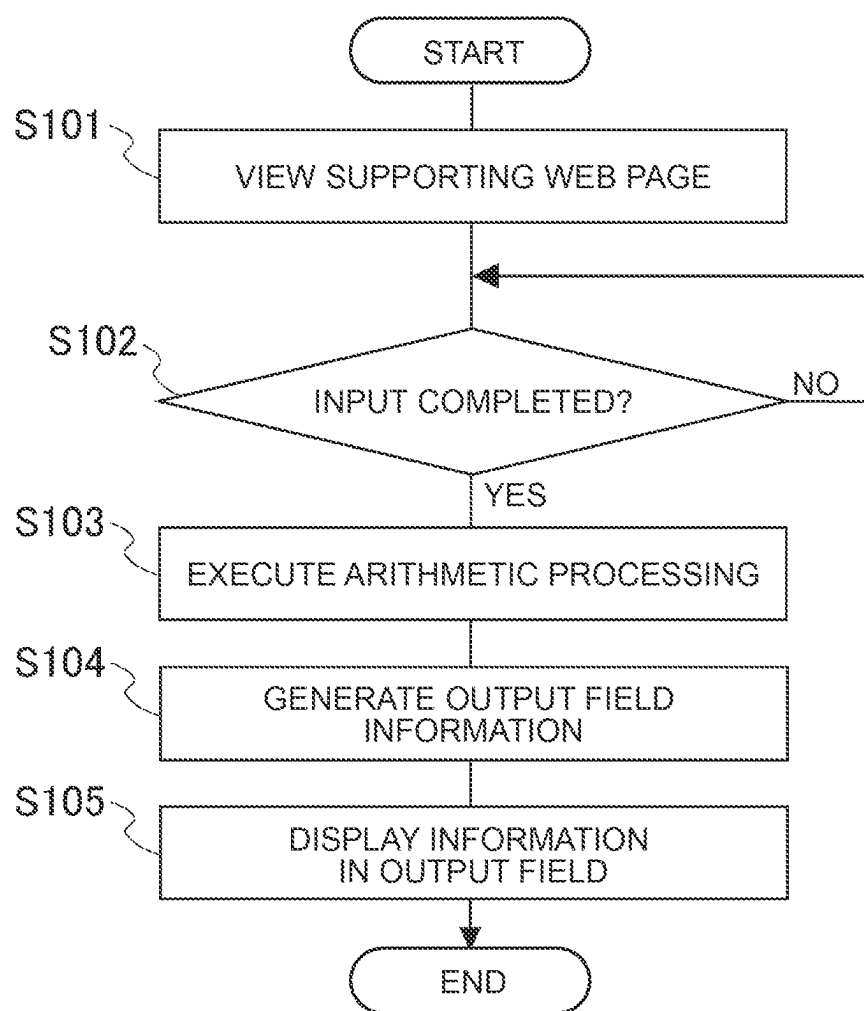 START
S101
VIEW SUPPORTING WEB PAGE
S102
INPUT COMPLETED?
NO
YES
S103
EXECUTE ARITHMETIC PROCESSING
S104
GENERATE OUTPUT FIELD
INFORMATION
S105
DISPLAY INFORMATION
IN OUTPUT FIELD
END